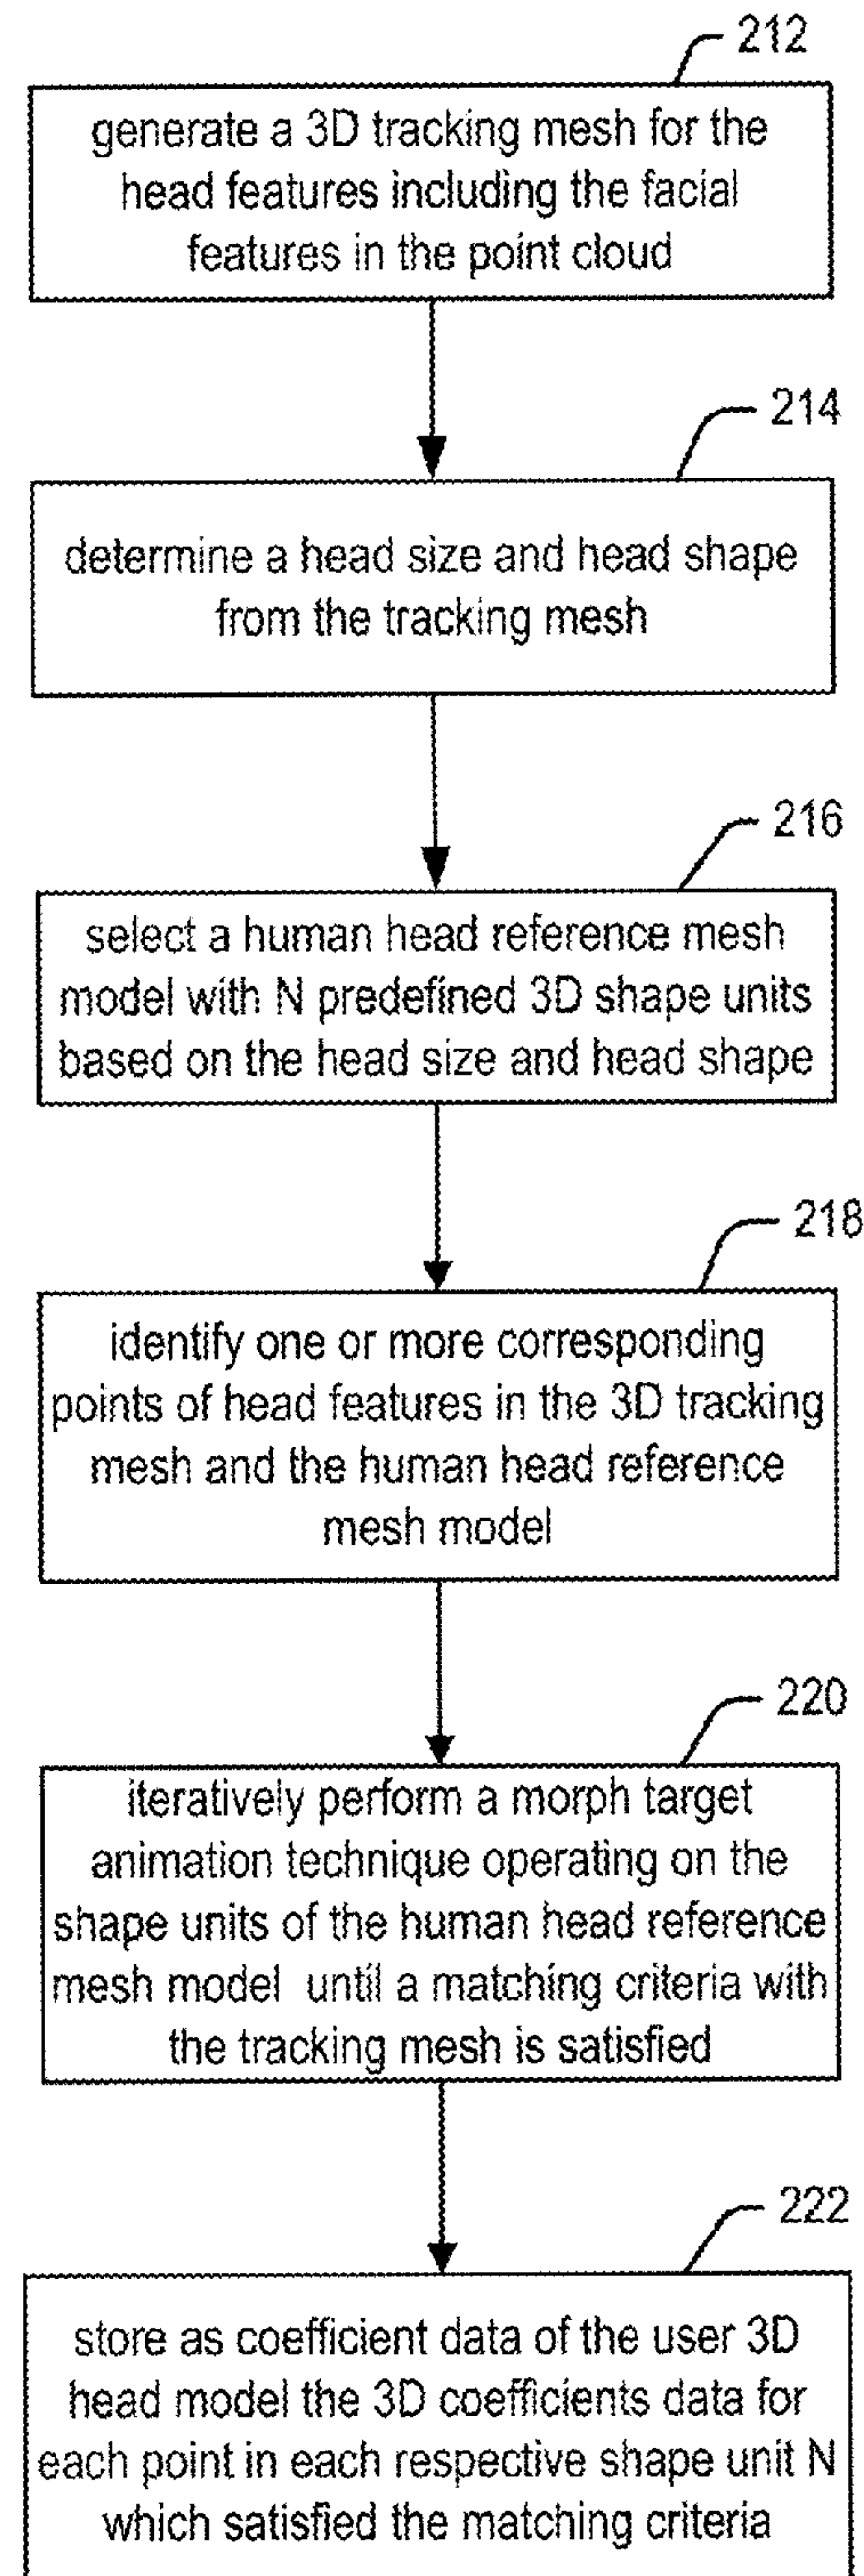 212
generate a 3D tracking mesh for the
head features including the facial
features in the point cloud
214
determine a head size and head shape
from the tracking mesh
216
select a human head reference mesh
model with N predefined 3D shape units
based on the head size and head shape
218
identify one or more corresponding
points of head features in the 3D tracking
mesh and the human head reference
mesh model
220
iteratively perform a morph target
animation technique operating on the
shape units of the human head reference
mesh model until a matching criteria with
the tracking mesh is satisfied
222
store as coefficient data of the user 3D
head model the 3D coefficients data for
each point in each respective shape unit N
which satisfied the matching criteria